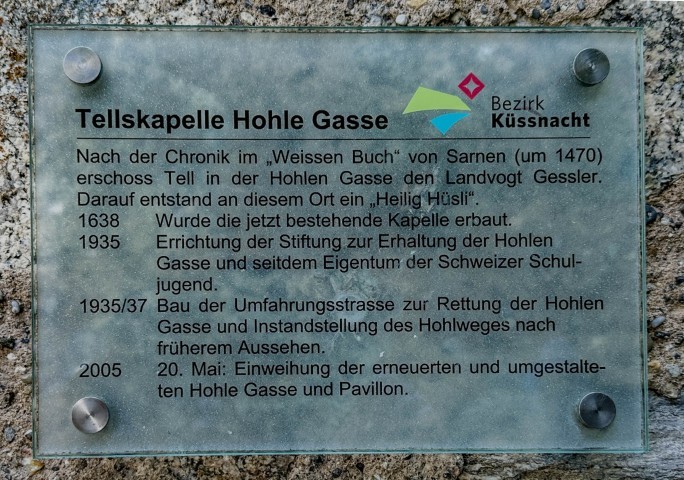 Tellskapelle Hohle Gasse
Bezirk
Küssnacht
Nach der Chronik im „Weissen Buch“ von Sarnen (um 1470)
erschoss Tell in der Hohlen Gasse den Landvogt Gessler.
Darauf entstand an diesem Ort ein „Heilig Hüsli“.
1638 Wurde die jetzt bestehende Kapelle erbaut.
1935 Errichtung der Stiftung zur Erhaltung der Hohlen
Gasse und seitdem Eigentum der Schweizer Schul-
jugend.
1935/37 Bau der Umfahrungsstrasse zur Rettung der Hohlen
Gasse und Instandstellung des Hohlweges nach
früherem Aussehen.
2005 20. Mai: Einweihung der erneuerten und umgestalte-
ten Hohle Gasse und Pavillon.